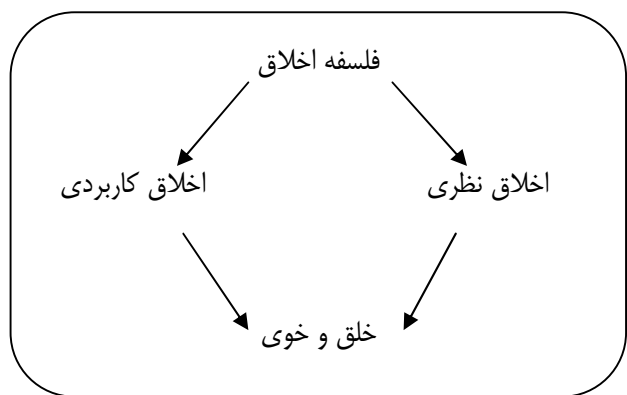 فلسفه اخلاق
اخلاق نظری
اخلاق کاربردی
خلق و خوی